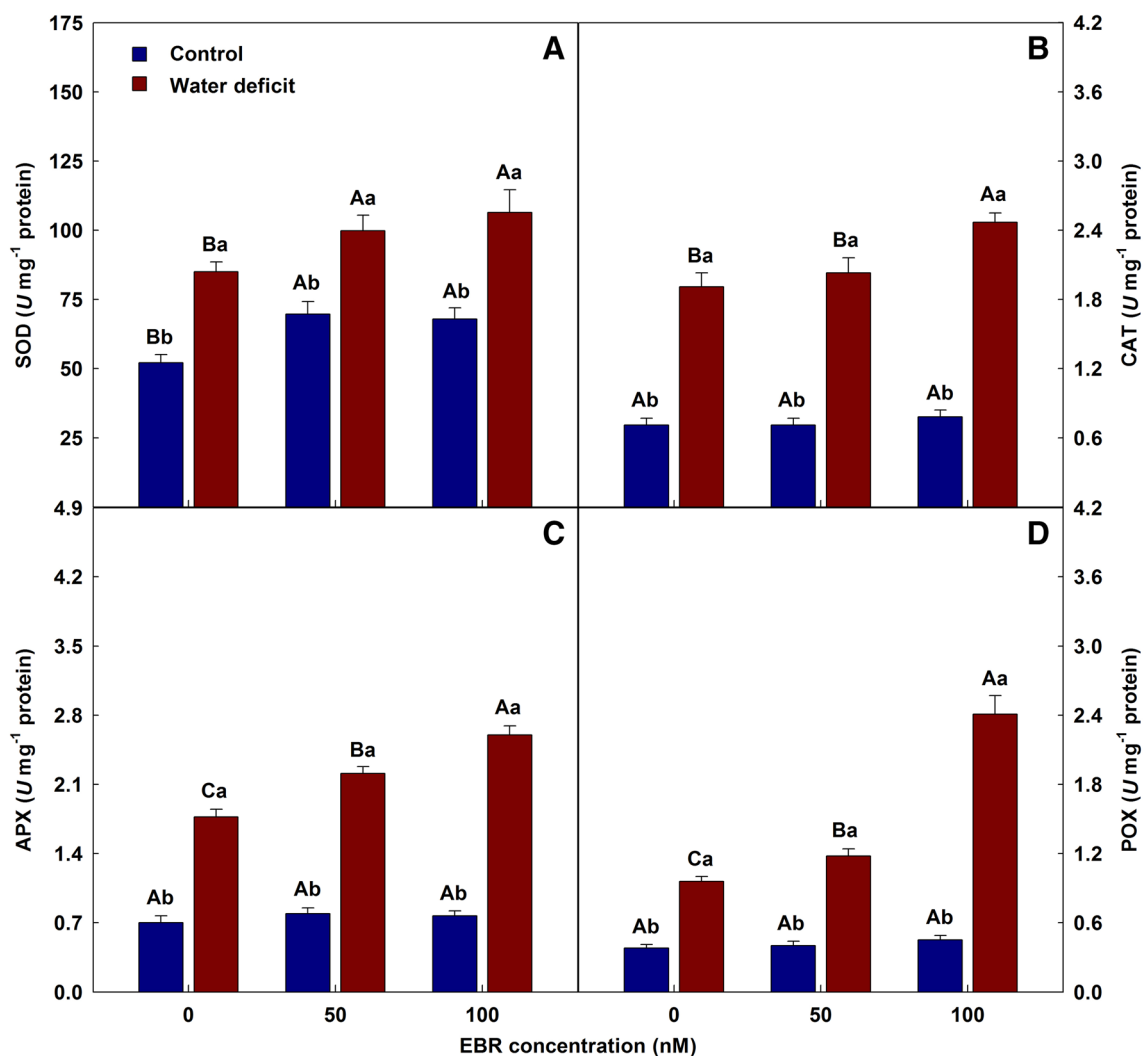 175
150
125
100
75
50
25
4.9
SOD (U mg⁻¹ protein)
Control
Water deficit
A
Bb
Ba
Ab
Aa
Ab
Aa
B
Ab
Ba
Ab
Ba
Ab
Aa
4.2
3.6
3.0
2.4
1.8
1.2
0.6
4.2
CAT (U mg⁻¹ protein)
4.2
3.5
2.8
2.1
1.4
0.7
0.0
APX (U mg⁻¹ protein)
C
Ab
Ca
Ab
Ba
Ab
Aa
D
Ab
Ca
Ab
Ba
Ab
Aa
3.6
3.0
2.4
1.8
1.2
0.6
0.0
POX (U mg⁻¹ protein)
0 50 100 0 50 100
EBR concentration (nM)